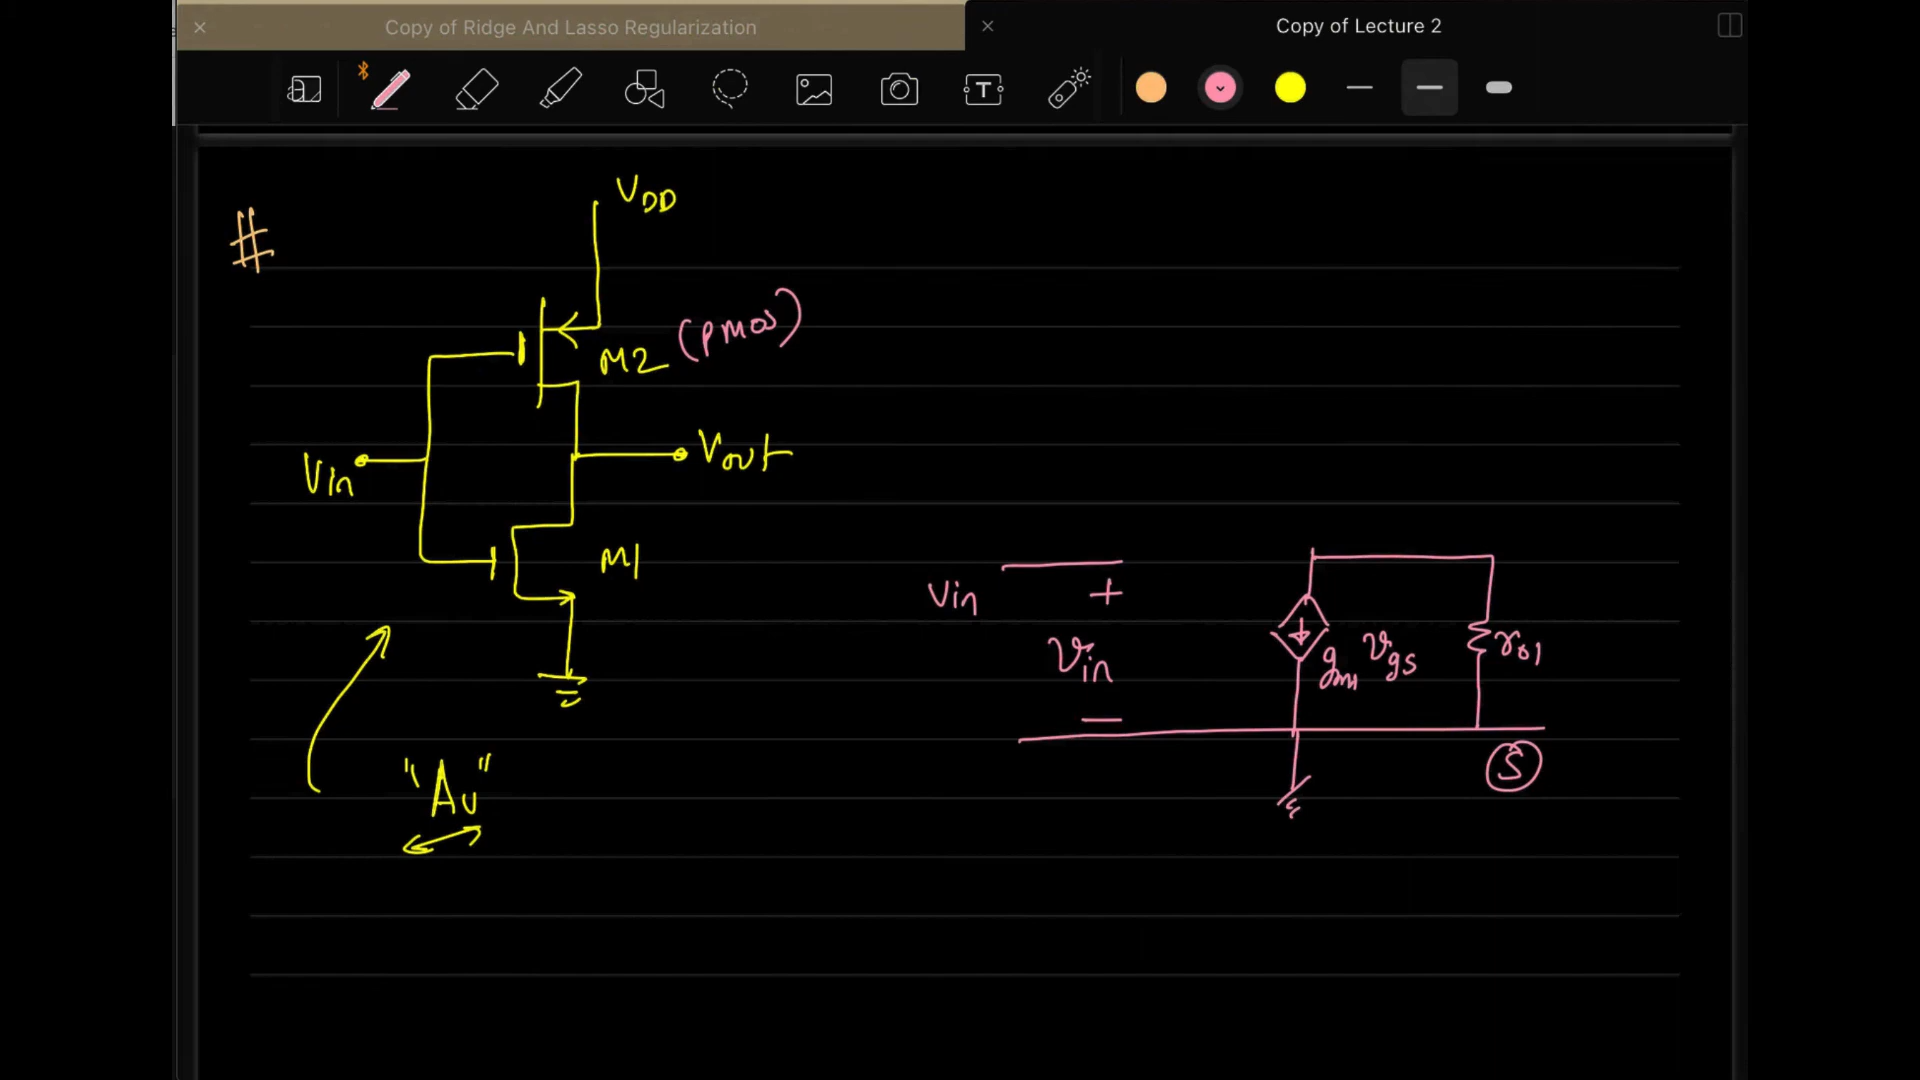 Copy of Ridge And Lasso Regularization
Copy of Lecture 2
T
#
VDD
M2 (PMOS)
Vin
Vout
M1
"Av"
Vin
+
Vin
gm1 Vgs
ro1
−
S